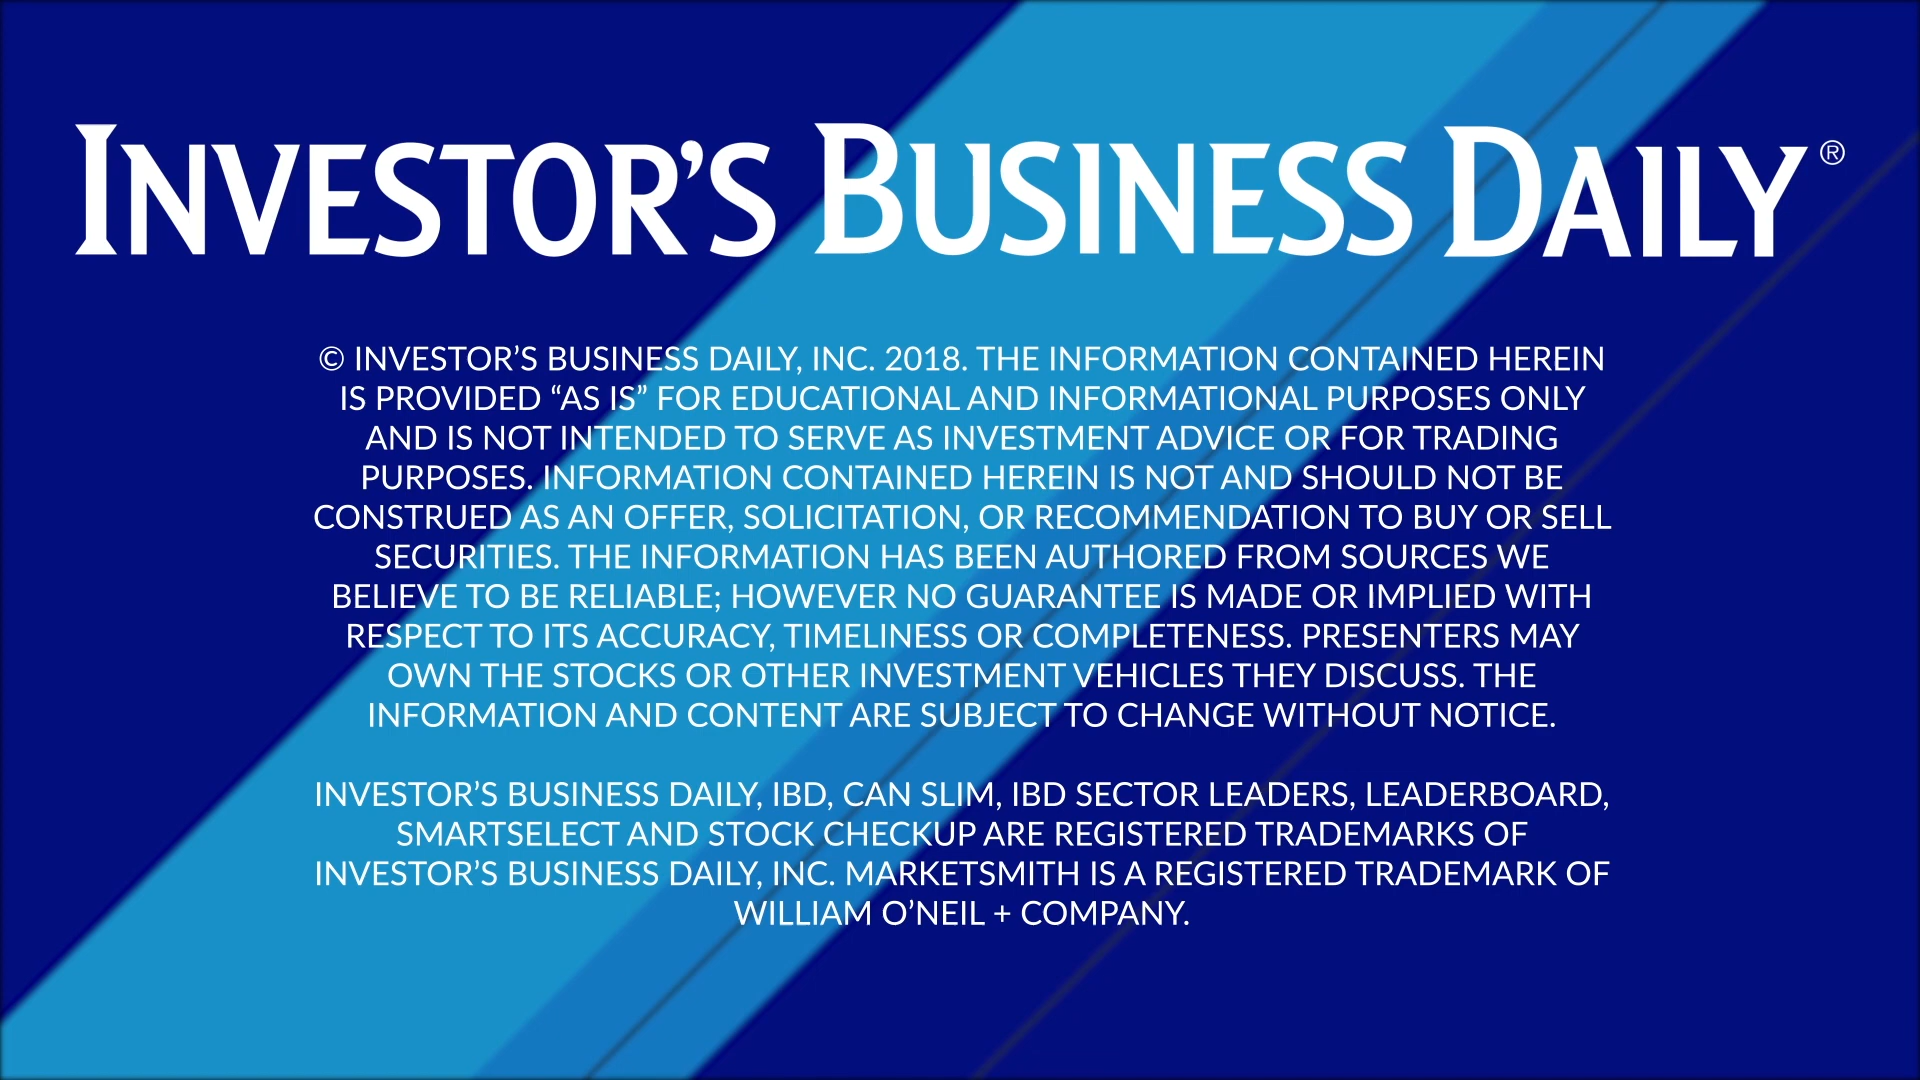 INVESTOR’S BUSINESS DAILY®
© INVESTOR’S BUSINESS DAILY, INC. 2018. THE INFORMATION CONTAINED HEREIN
IS PROVIDED “AS IS” FOR EDUCATIONAL AND INFORMATIONAL PURPOSES ONLY
AND IS NOT INTENDED TO SERVE AS INVESTMENT ADVICE OR FOR TRADING
PURPOSES. INFORMATION CONTAINED HEREIN IS NOT AND SHOULD NOT BE
CONSTRUED AS AN OFFER, SOLICITATION, OR RECOMMENDATION TO BUY OR SELL
SECURITIES. THE INFORMATION HAS BEEN AUTHORED FROM SOURCES WE
BELIEVE TO BE RELIABLE; HOWEVER NO GUARANTEE IS MADE OR IMPLIED WITH
RESPECT TO ITS ACCURACY, TIMELINESS OR COMPLETENESS. PRESENTERS MAY
OWN THE STOCKS OR OTHER INVESTMENT VEHICLES THEY DISCUSS. THE
INFORMATION AND CONTENT ARE SUBJECT TO CHANGE WITHOUT NOTICE.
INVESTOR’S BUSINESS DAILY, IBD, CAN SLIM, IBD SECTOR LEADERS, LEADERBOARD,
SMARTSELECT AND STOCK CHECKUP ARE REGISTERED TRADEMARKS OF
INVESTOR’S BUSINESS DAILY, INC. MARKETSMITH IS A REGISTERED TRADEMARK OF
WILLIAM O’NEIL + COMPANY.